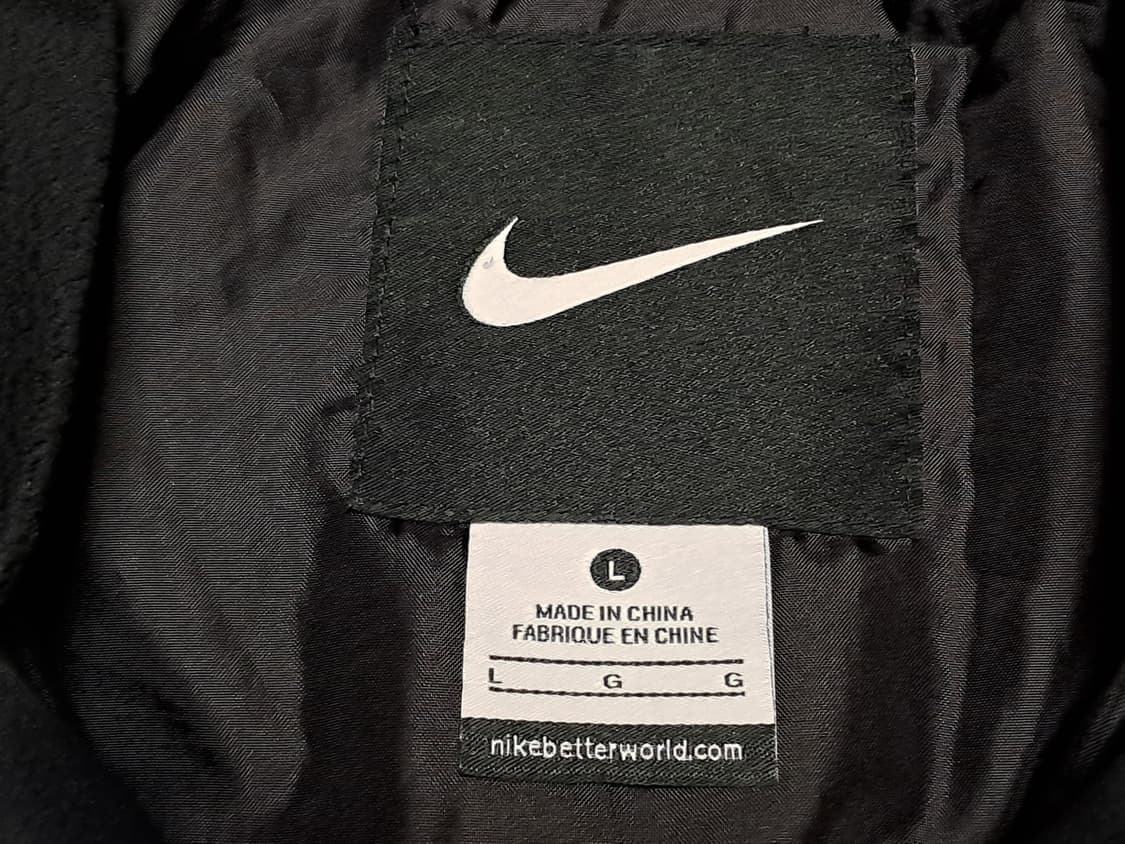 L
MADE IN CHINA
FABRIQUE EN CHINE
L G G
nikebetterworld.com